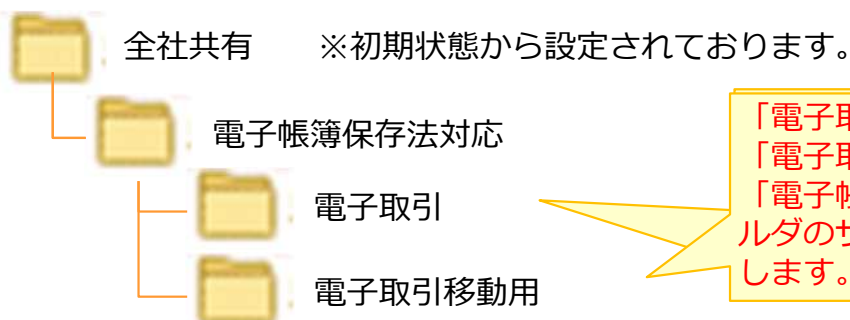 全社共有　※初期状態から設定されております。
電子帳簿保存法対応
電子取引
電子取引移動用
「電子取
「電子取
「電子帳
ルダのサ
します。